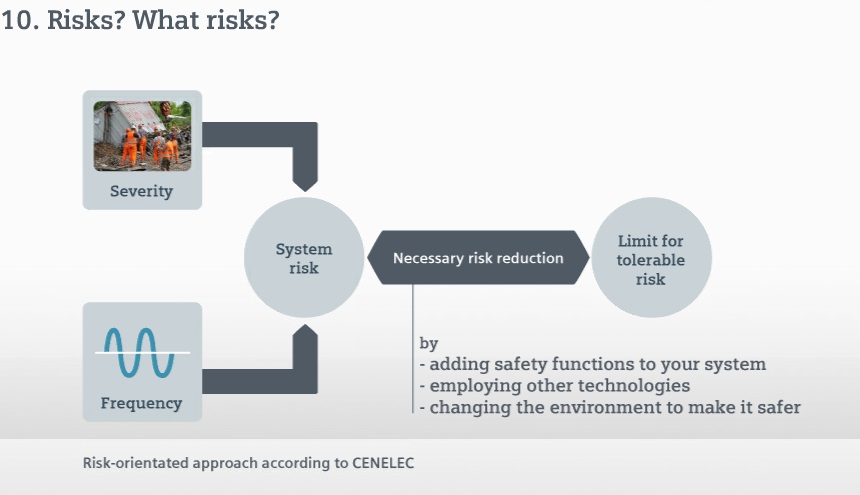 10. Risks? What risks?
Severity
System
risk
Necessary risk reduction
Limit for
tolerable
risk
Frequency
by
- adding safety functions to your system
- employing other technologies
- changing the environment to make it safer
Risk-orientated approach according to CENELEC